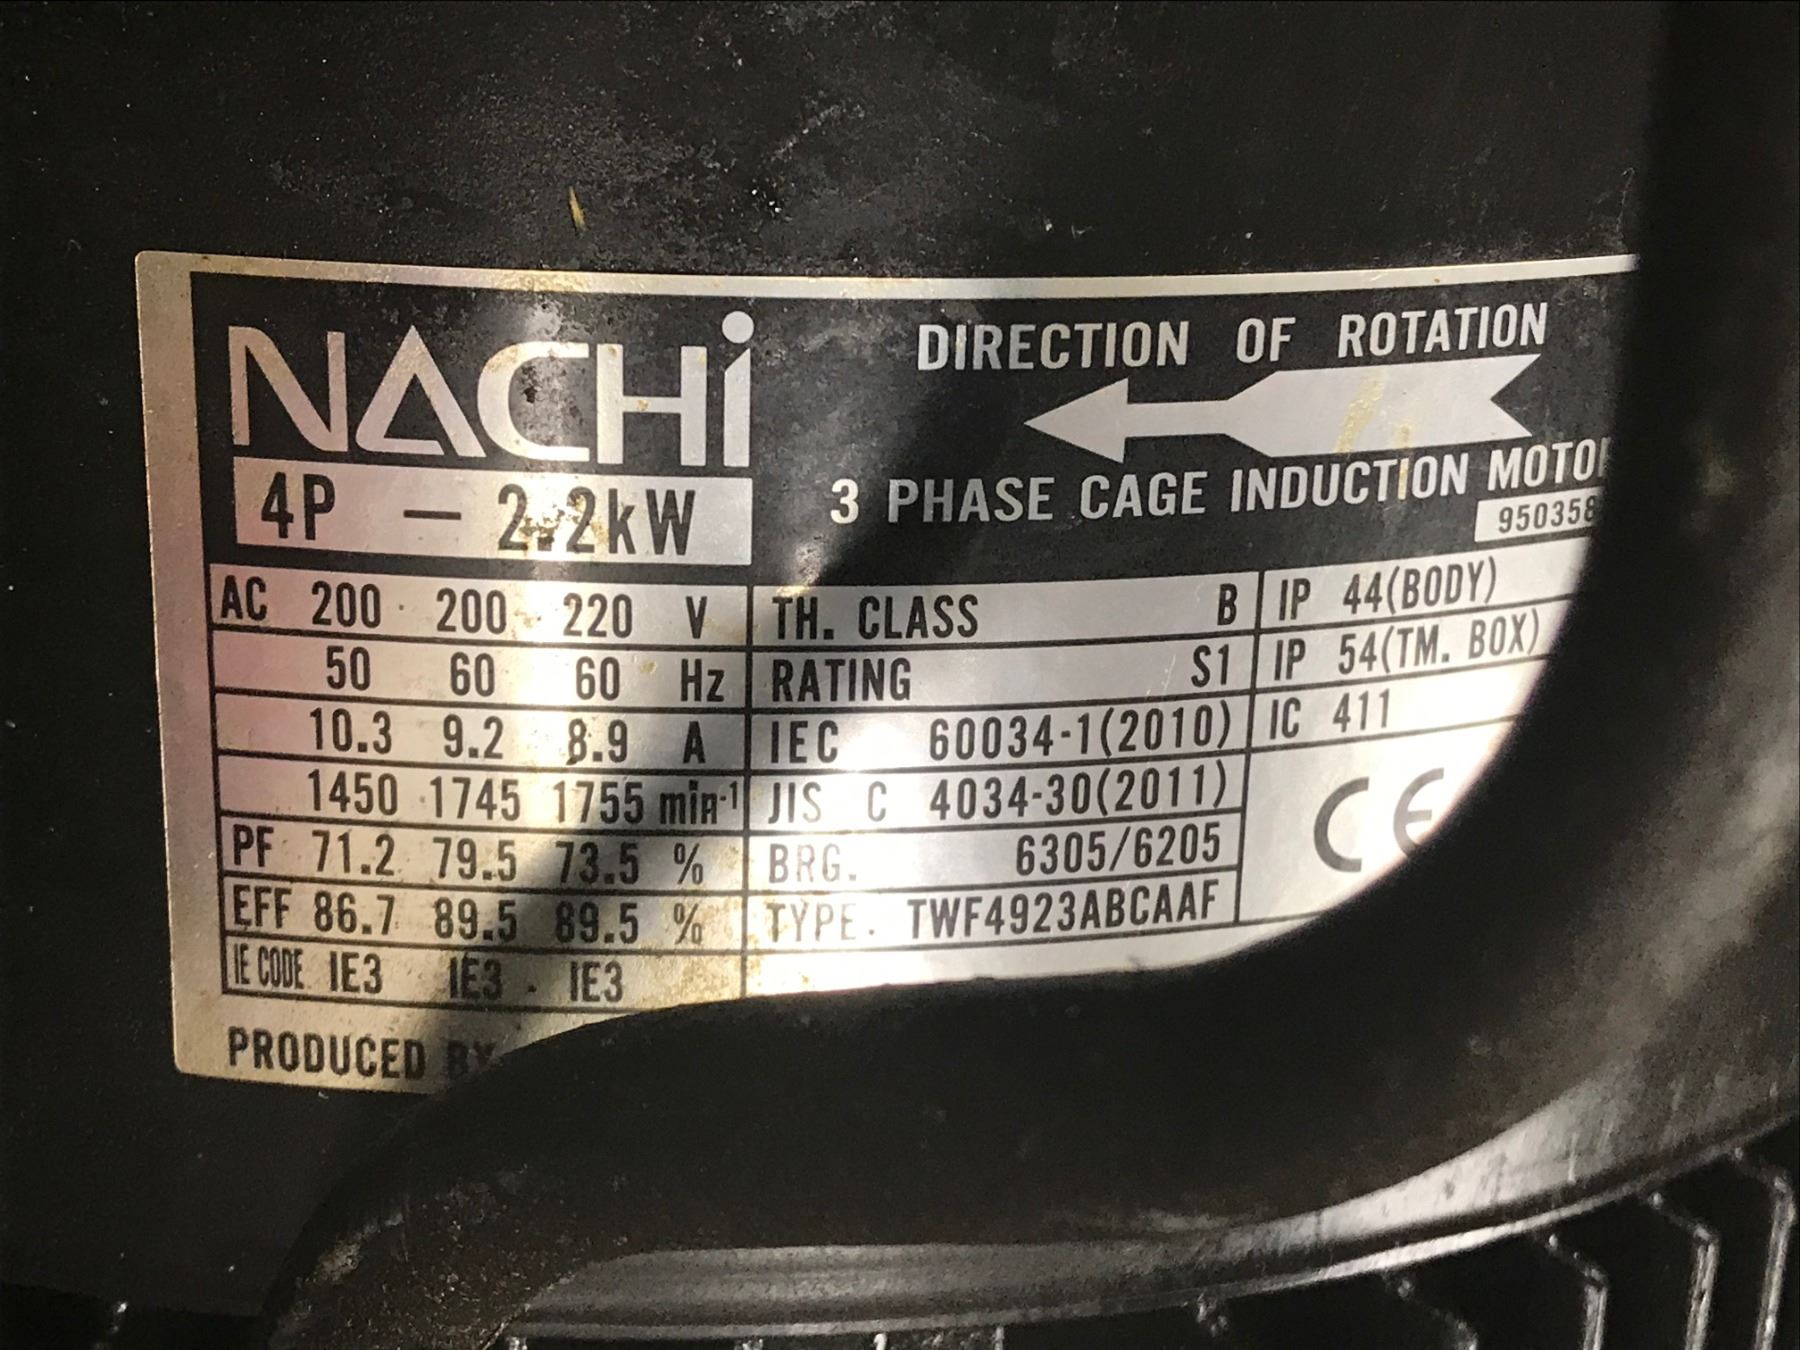 NACHi
DIRECTION OF ROTATION
4P - 2.2kW
3 PHASE CAGE INDUCTION MOTO
950358
AC 200 200 220 V
50 60 60 Hz
10.3 9.2 8.9 A
1450 1745 1755 min-1
PF 71.2 79.5 73.5 %
EFF 86.7 89.5 89.5 %
IE CODE IE3 IE3 IE3
TH. CLASS B
RATING S1
IEC 60034-1(2010)
JIS C 4034-30(2011)
BRG. 6305/6205
TYPE. TWF4923ABCAAF
IP 44(BODY)
IP 54(TM. BOX)
IC 411
CE
PRODUCED BY